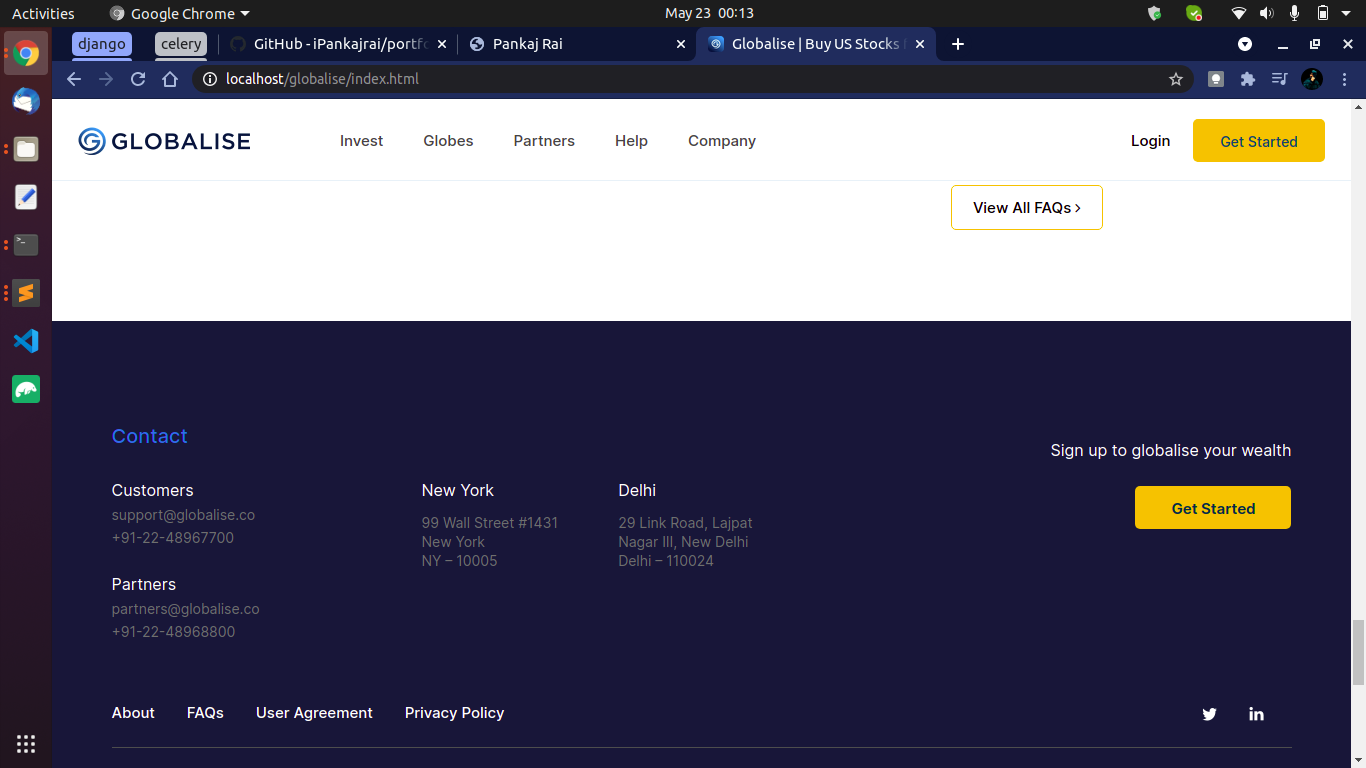 Activities
Google Chrome
May 23 00:13
django
celery
GitHub - iPankajrai/portfo
Pankaj Rai
Globalise | Buy US Stocks
localhost/globalise/index.html
GLOBALISE
Invest
Globes
Partners
Help
Company
Login
Get Started
View All FAQs
Contact
Sign up to globalise your wealth
Get Started
Customers
support@globalise.co
+91-22-48967700
New York
99 Wall Street #1431
New York
NY – 10005
Delhi
29 Link Road, Lajpat
Nagar III, New Delhi
Delhi – 110024
Partners
partners@globalise.co
+91-22-48968800
About
FAQs
User Agreement
Privacy Policy